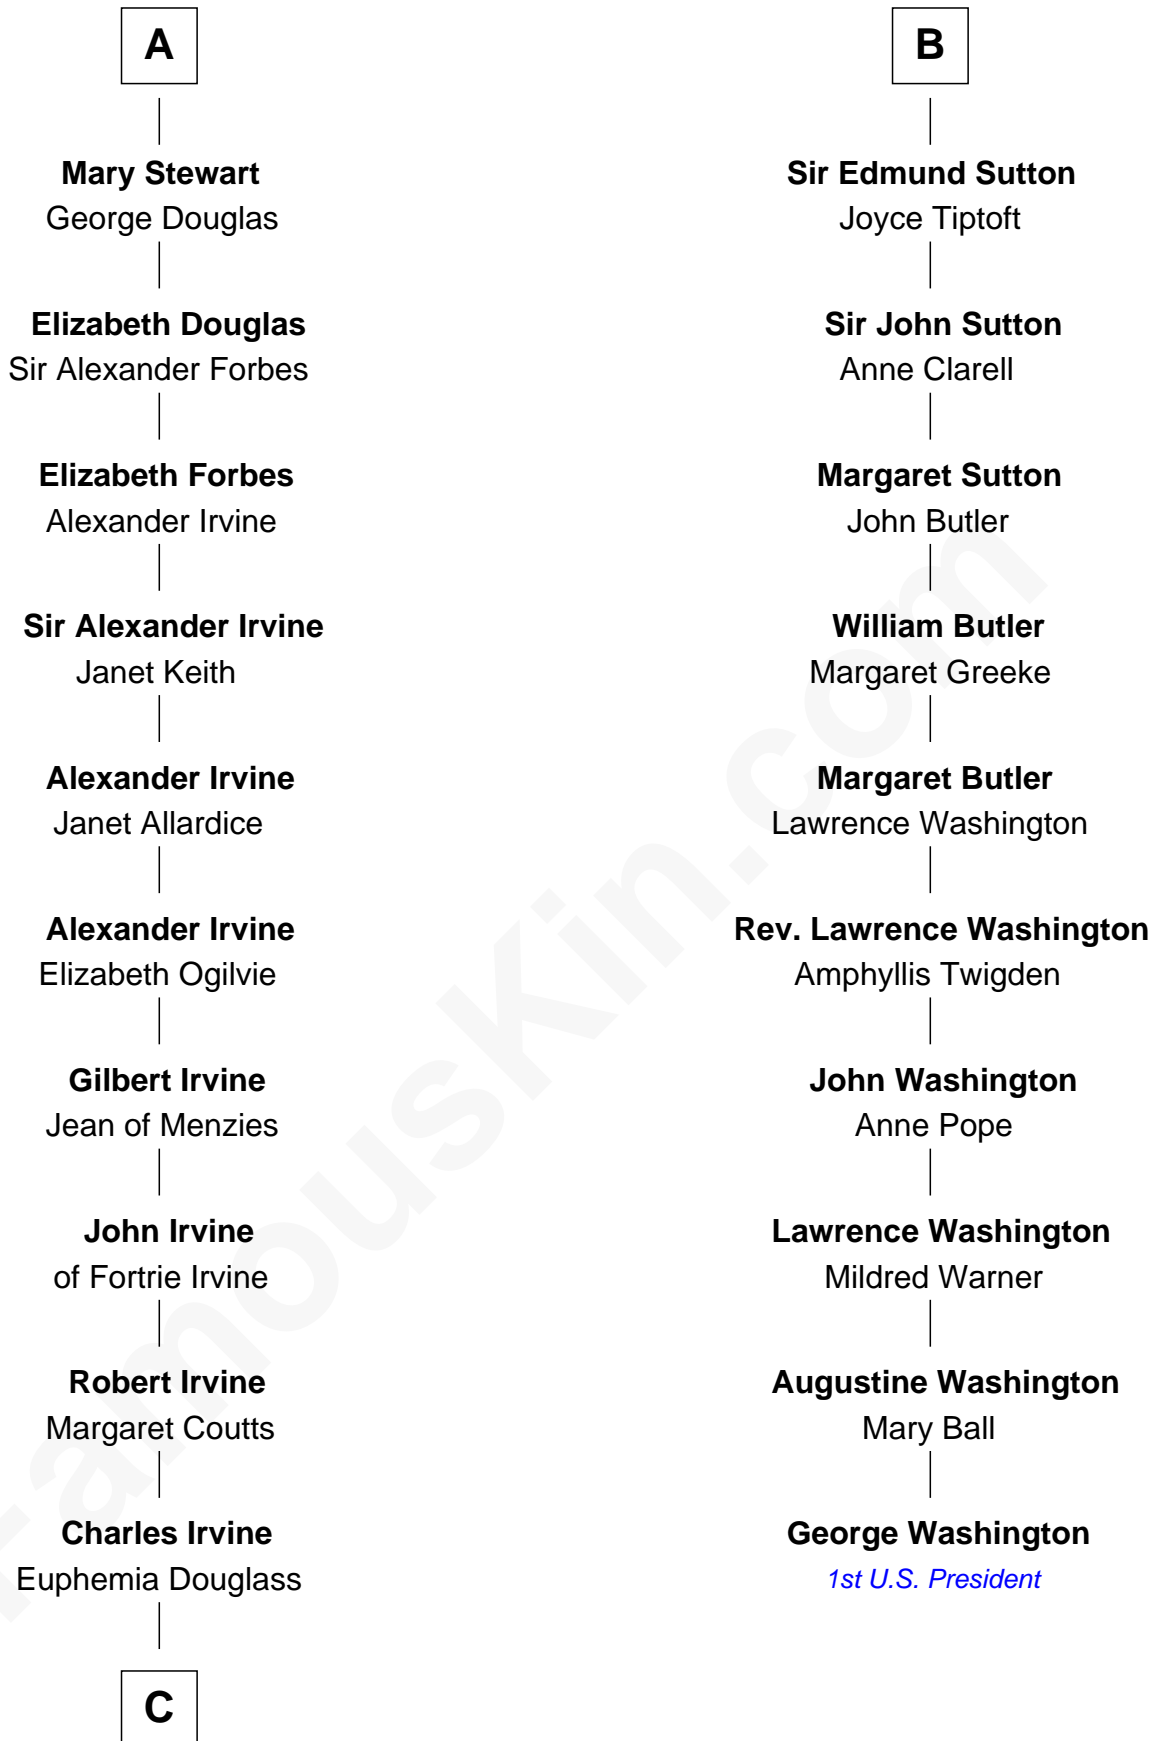 A
Mary Stewart
George Douglas
Elizabeth Douglas
Sir Alexander Forbes
Elizabeth Forbes
Alexander Irvine
Sir Alexander Irvine
Janet Keith
Alexander Irvine
Janet Allardice
Alexander Irvine
Elizabeth Ogilvie
Gilbert Irvine
Jean of Menzies
John Irvine
of Fortrie Irvine
Robert Irvine
Margaret Coutts
Charles Irvine
Euphemia Douglass
C
B
Sir Edmund Sutton
Joyce Tiptoft
Sir John Sutton
Anne Clarell
Margaret Sutton
John Butler
William Butler
Margaret Greeke
Margaret Butler
Lawrence Washington
Rev. Lawrence Washington
Amphyllis Twigden
John Washington
Anne Pope
Lawrence Washington
Mildred Warner
Augustine Washington
Mary Ball
George Washington
1st U.S. President
FamousKin.com